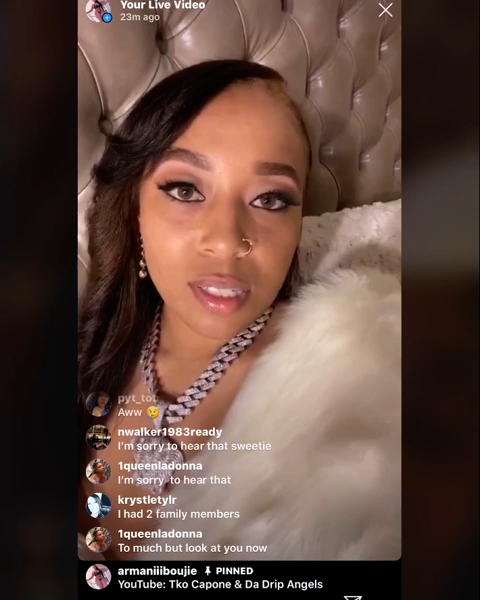 Your Live Video
23m ago
pyt_tot
Aww 😢
nwalker1983ready
I'm sorry to hear that sweetie
1queenladonna
I'm sorry to hear that
krystletylr
I had 2 family members
1queenladonna
To much but look at you now
armaniiiboujie PINNED
YouTube: Tko Capone & Da Drip Angels